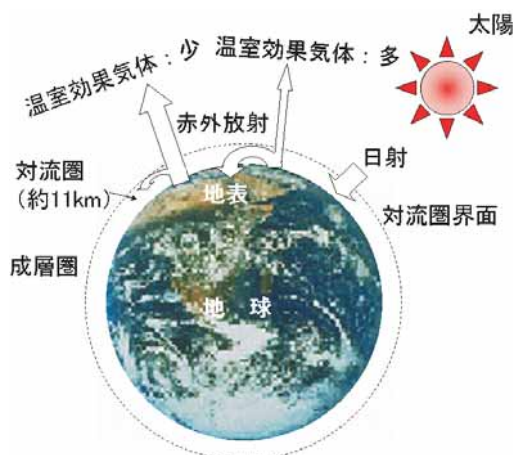 太陽
温室効果気体：少
温室効果気体：多
赤外放射
日射
対流圏
(約11km)
地表
対流圏界面
成層圏
地 球